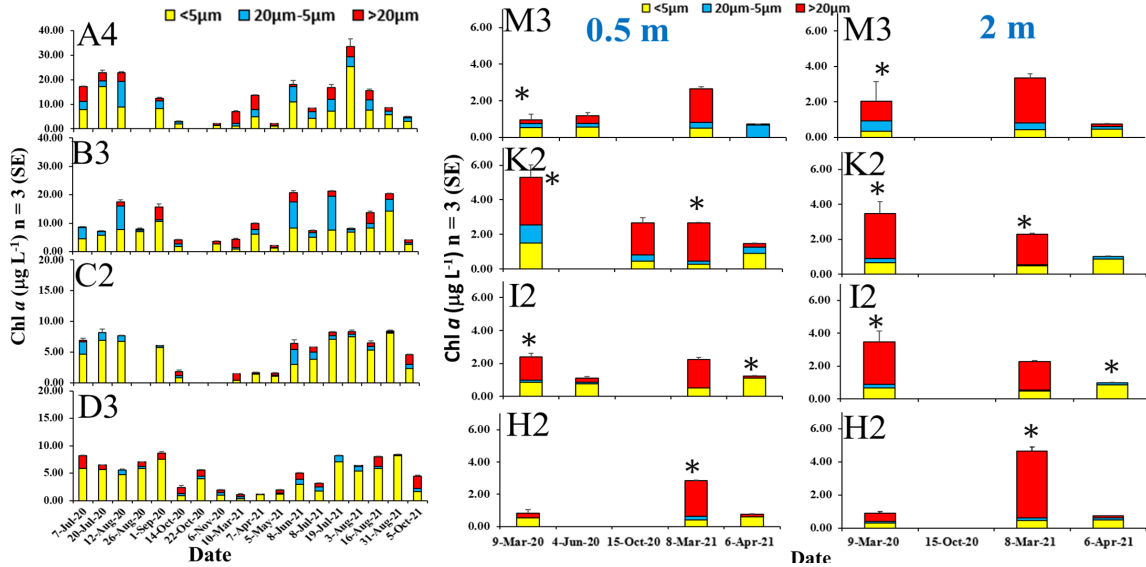 <5μm 20μm-5μm >20μm
A4
40.00
30.00
20.00
10.00
0.00
B3
40.00
30.00
20.00
10.00
0.00
C2
20.00
15.00
10.00
5.00
0.00
D3
20.00
15.00
10.00
5.00
0.00
Chl a (μg L⁻¹) n = 3 (SE)
7-Jul-20
20-Jul-20
12-Aug-20
26-Aug-20
1-Sep-20
14-Oct-20
22-Oct-20
6-Nov-20
10-Mar-21
7-Apr-21
5-May-21
8-Jun-21
8-Jul-21
19-Jul-21
3-Aug-21
16-Aug-21
31-Aug-21
5-Oct-21
Date
<5μm 20μm-5μm >20μm
M3
0.5 m
6.00
4.00
2.00
0.00
*
K2
6.00
4.00
2.00
0.00
*
*
I2
6.00
4.00
2.00
0.00
*
*
H2
6.00
4.00
2.00
0.00
*
Chl a (μg L⁻¹) n = 3 (SE)
9-Mar-20 4-Jun-20 15-Oct-20 8-Mar-21 6-Apr-21
M3
2 m
6.00
4.00
2.00
0.00
*
K2
6.00
4.00
2.00
0.00
*
*
I2
6.00
4.00
2.00
0.00
*
*
H2
6.00
4.00
2.00
0.00
*
9-Mar-20 15-Oct-20 8-Mar-21 6-Apr-21
Date